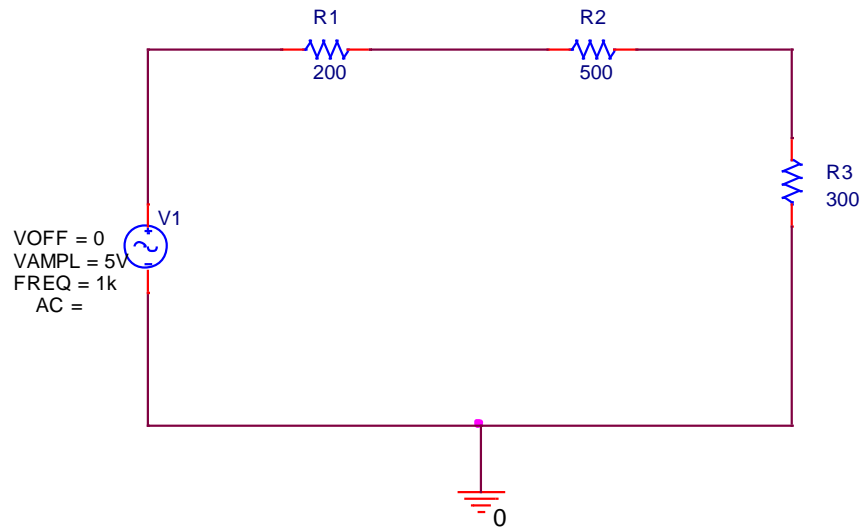 R1
200
R2
500
R3
300
V1
VOFF = 0
VAMPL = 5V
FREQ = 1k
AC =
0